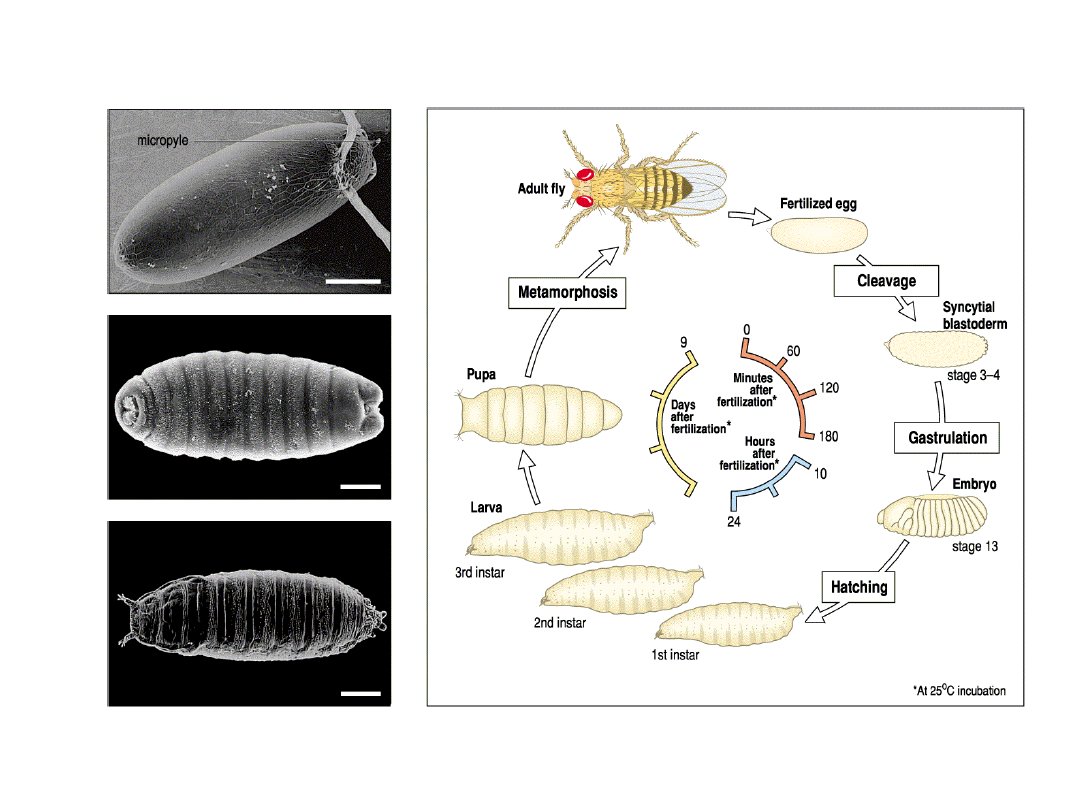 micropyle
Adult fly
Fertilized egg
Cleavage
Syncytial
blastoderm
stage 3–4
Gastrulation
Embryo
stage 13
Hatching
1st instar
2nd instar
3rd instar
Larva
Pupa
Metamorphosis
0
60
120
180
Minutes
after
fertilization*
Hours
after
fertilization*
10
24
9
Days
after
fertilization*
*At 25⁰C incubation